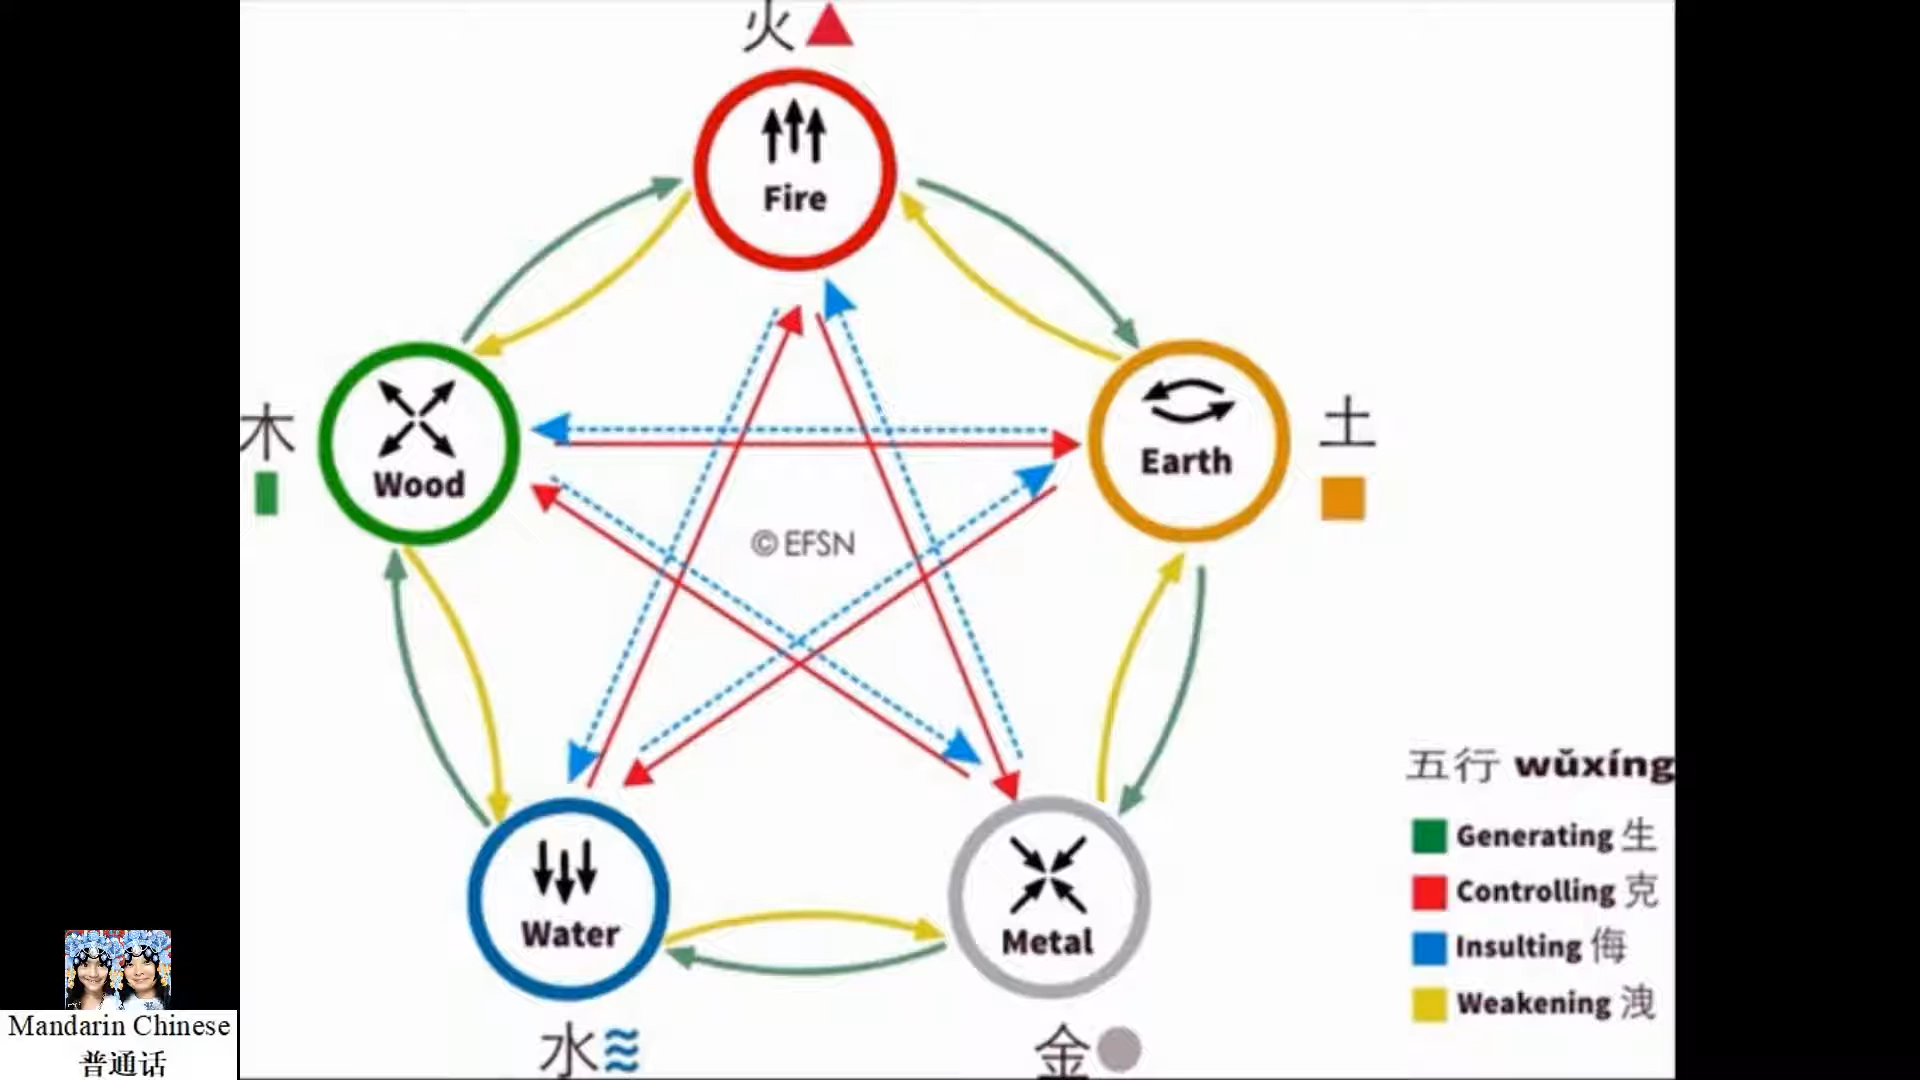 火
Fire
木
Wood
Earth
土
© EFSN
Water
Metal
水
金
五行 wǔxíng
Generating 生
Controlling 克
Insulting 侮
Weakening 洩
Mandarin Chinese
普通话